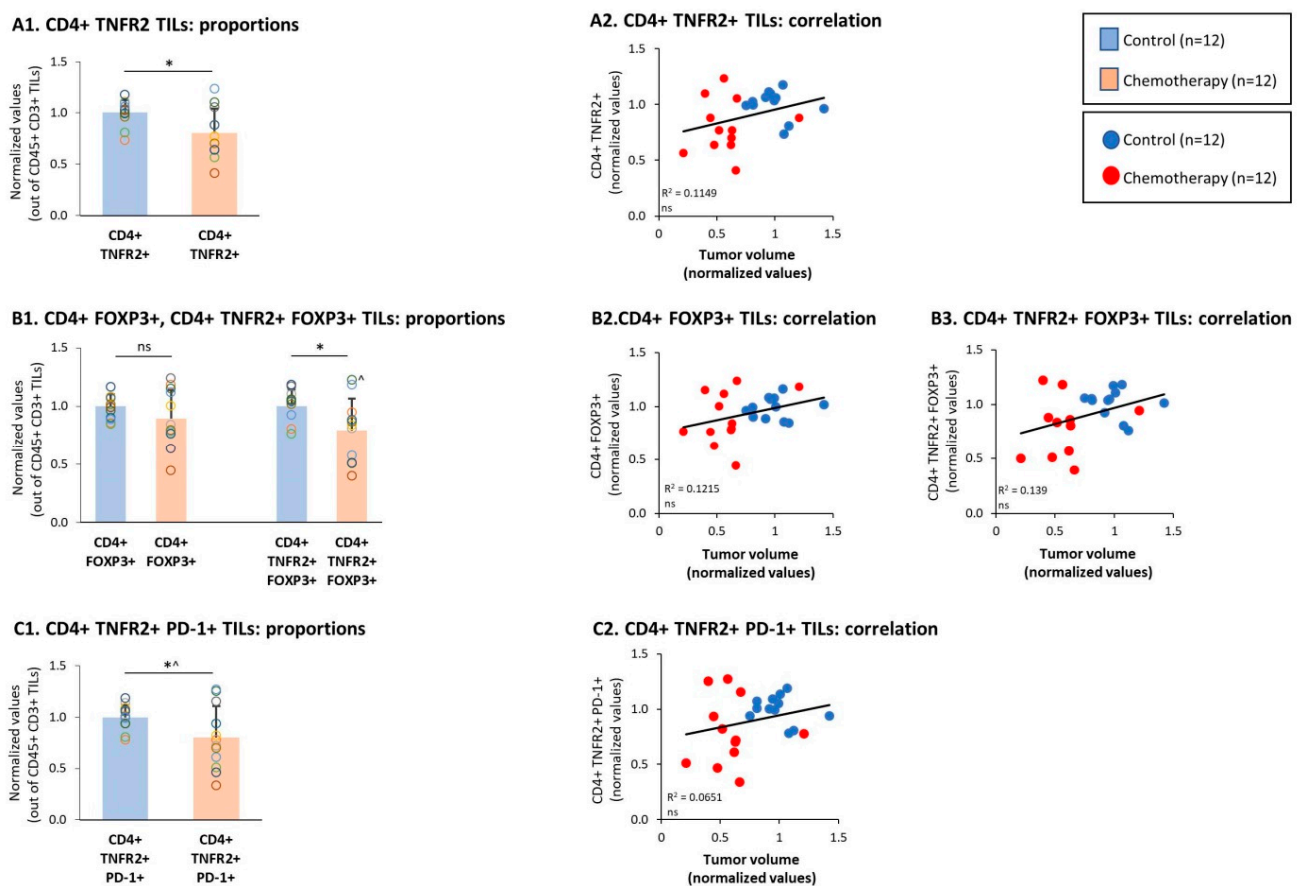 A1. CD4+ TNFR2 TILs: proportions
Normalized values
(out of CD45+ CD3+ TILs)
1.5
1.0
0.5
0.0
*
CD4+
TNFR2+
CD4+
TNFR2+
A2. CD4+ TNFR2+ TILs: correlation
CD4+ TNFR2+
(normalized values)
1.5
1.0
0.5
0.0
R² = 0.1149
ns
0 0.5 1 1.5
Tumor volume
(normalized values)
Control (n=12)
Chemotherapy (n=12)
Control (n=12)
Chemotherapy (n=12)
B1. CD4+ FOXP3+, CD4+ TNFR2+ FOXP3+ TILs: proportions
Normalized values
(out of CD45+ CD3+ TILs)
1.5
1.0
0.5
0.0
ns
*
^
CD4+
FOXP3+
CD4+
FOXP3+
CD4+
TNFR2+
FOXP3+
CD4+
TNFR2+
FOXP3+
B2.CD4+ FOXP3+ TILs: correlation
CD4+ FOXP3+
(normalized values)
1.5
1.0
0.5
0.0
R² = 0.1215
ns
0 0.5 1 1.5
Tumor volume
(normalized values)
B3. CD4+ TNFR2+ FOXP3+ TILs: correlation
CD4+ TNFR2+ FOXP3+
(normalized values)
1.5
1.0
0.5
0.0
R² = 0.139
ns
0 0.5 1 1.5
Tumor volume
(normalized values)
C1. CD4+ TNFR2+ PD-1+ TILs: proportions
Normalized values
(out of CD45+ CD3+ TILs)
1.5
1.0
0.5
0.0
*^
CD4+
TNFR2+
PD-1+
CD4+
TNFR2+
PD-1+
C2. CD4+ TNFR2+ PD-1+ TILs: correlation
CD4+ TNFR2+ PD-1+
(normalized values)
1.5
1.0
0.5
0.0
R² = 0.0651
ns
0 0.5 1 1.5
Tumor volume
(normalized values)